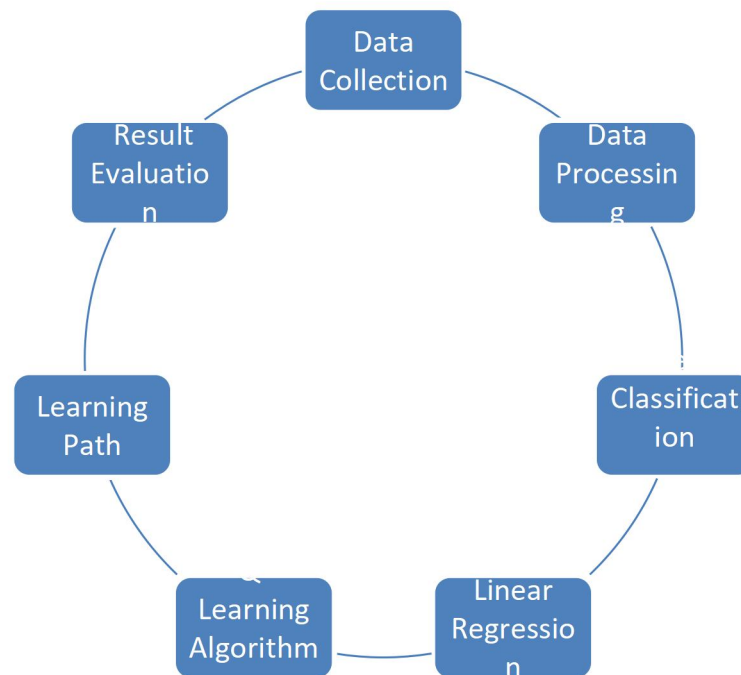 Data
Collection
Data
Processin
g
Classificat
ion
Linear
Regressio
n
Q
Learning
Algorithm
Learning
Path
Result
Evaluatio
n